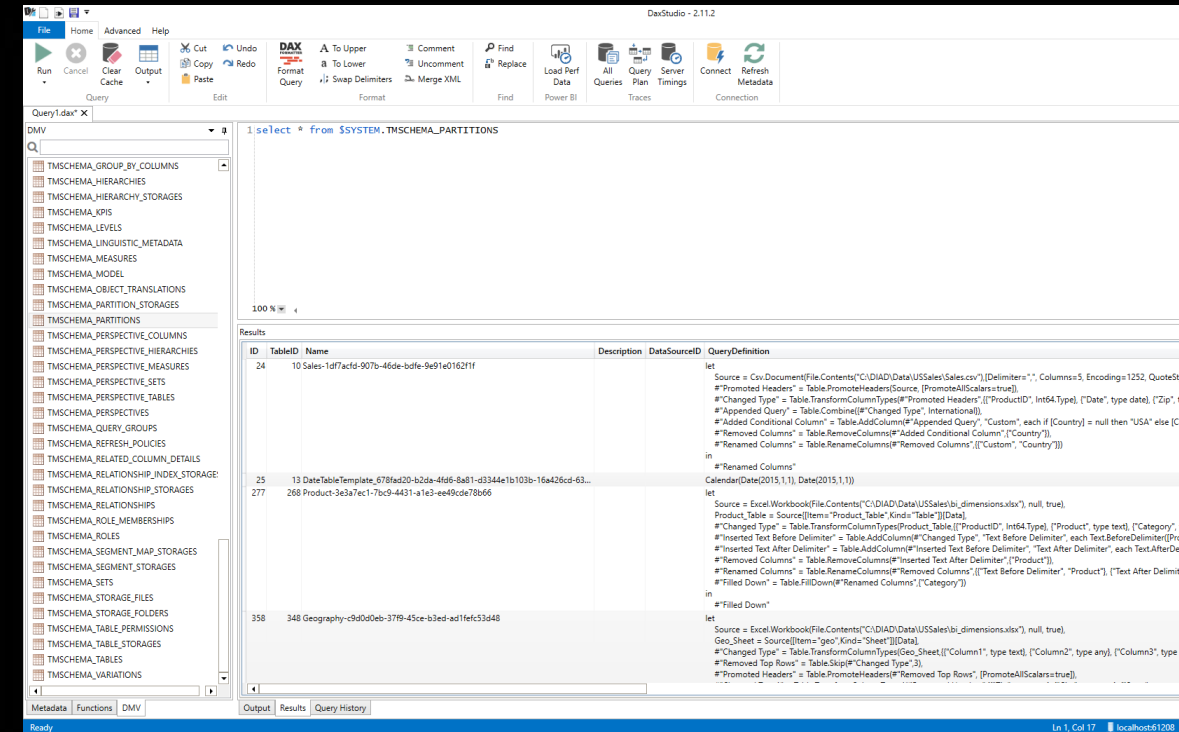 DaxStudio - 2.11.2
File Home Advanced Help
Run
Cancel
Clear Cache
Output
Query
Cut
Copy
Paste
Undo
Redo
Edit
DAX
FORMATTER
Format Query
A To Upper
a To Lower
Swap Delimiters
Comment
Uncomment
Merge XML
Format
Find
Replace
Find
Load Perf Data
Power BI
All Queries
Query Plan
Server Timings
Traces
Connect
Refresh Metadata
Connection
Query1.dax*
DMV
1 select * from $SYSTEM.TMSCHEMA_PARTITIONS
TMSCHEMA_GROUP_BY_COLUMNS
TMSCHEMA_HIERARCHIES
TMSCHEMA_HIERARCHY_STORAGES
TMSCHEMA_KPIS
TMSCHEMA_LEVELS
TMSCHEMA_LINGUISTIC_METADATA
TMSCHEMA_MEASURES
TMSCHEMA_MODEL
TMSCHEMA_OBJECT_TRANSLATIONS
TMSCHEMA_PARTITION_STORAGES
TMSCHEMA_PARTITIONS
TMSCHEMA_PERSPECTIVE_COLUMNS
TMSCHEMA_PERSPECTIVE_HIERARCHIES
TMSCHEMA_PERSPECTIVE_MEASURES
TMSCHEMA_PERSPECTIVE_SETS
TMSCHEMA_PERSPECTIVE_TABLES
TMSCHEMA_PERSPECTIVES
TMSCHEMA_QUERY_GROUPS
TMSCHEMA_REFRESH_POLICIES
TMSCHEMA_RELATED_COLUMN_DETAILS
TMSCHEMA_RELATIONSHIP_INDEX_STORAGES
TMSCHEMA_RELATIONSHIP_STORAGES
TMSCHEMA_RELATIONSHIPS
TMSCHEMA_ROLE_MEMBERSHIPS
TMSCHEMA_ROLES
TMSCHEMA_SEGMENT_MAP_STORAGES
TMSCHEMA_SEGMENT_STORAGES
TMSCHEMA_SETS
TMSCHEMA_STORAGE_FILES
TMSCHEMA_STORAGE_FOLDERS
TMSCHEMA_TABLE_PERMISSIONS
TMSCHEMA_TABLE_STORAGES
TMSCHEMA_TABLES
TMSCHEMA_VARIATIONS
Metadata Functions DMV
100 %
Results
ID TableID Name Description DataSourceID QueryDefinition
24 10 Sales-1df7acfd-907b-46de-bdfe-9e91e0162f1f let
Source = Csv.Document(File.Contents("C:\DIAD\Data\USSales\Sales.csv"),[Delimiter=",", Columns=5, Encoding=1252, QuoteSt
#"Promoted Headers" = Table.PromoteHeaders(Source, [PromoteAllScalars=true]),
#"Changed Type" = Table.TransformColumnTypes(#"Promoted Headers",{{"ProductID", Int64.Type}, {"Date", type date}, {"Zip", t
#"Appended Query" = Table.Combine({#"Changed Type", International}),
#"Added Conditional Column" = Table.AddColumn(#"Appended Query", "Custom", each if [Country] = null then "USA" else [C
#"Removed Columns" = Table.RemoveColumns(#"Added Conditional Column",{"Country"}),
#"Renamed Columns" = Table.RenameColumns(#"Removed Columns",{{"Custom", "Country"}})
in
#"Renamed Columns"
25 13 DateTableTemplate_678fad20-b2da-4fd6-8a81-d3344e1b103b-16a426cd-63... Calendar(Date(2015,1,1), Date(2015,1,1))
277 268 Product-3e3a7ec1-7bc9-4431-a1e3-ee49cde78b66 let
Source = Excel.Workbook(File.Contents("C:\DIAD\Data\USSales\bi_dimensions.xlsx"), null, true),
Product_Table = Source{[Item="Product_Table",Kind="Table"]}[Data],
#"Changed Type" = Table.TransformColumnTypes(Product_Table,{{"ProductID", Int64.Type}, {"Product", type text}, {"Category",
#"Inserted Text Before Delimiter" = Table.AddColumn(#"Changed Type", "Text Before Delimiter", each Text.BeforeDelimiter([Pro
#"Inserted Text After Delimiter" = Table.AddColumn(#"Inserted Text Before Delimiter", "Text After Delimiter", each Text.AfterDe
#"Removed Columns" = Table.RemoveColumns(#"Inserted Text After Delimiter",{"Product"}),
#"Renamed Columns" = Table.RenameColumns(#"Removed Columns",{{"Text Before Delimiter", "Product"}, {"Text After Delimit
#"Filled Down" = Table.FillDown(#"Renamed Columns",{"Category"})
in
#"Filled Down"
358 348 Geography-c9d0d0eb-37f9-45ce-b3ed-ad1fefc53d48 let
Source = Excel.Workbook(File.Contents("C:\DIAD\Data\USSales\bi_dimensions.xlsx"), null, true),
Geo_Sheet = Source{[Item="geo",Kind="Sheet"]}[Data],
#"Changed Type" = Table.TransformColumnTypes(Geo_Sheet,{{"Column1", type text}, {"Column2", type any}, {"Column3", type
#"Removed Top Rows" = Table.Skip(#"Changed Type",3),
#"Promoted Headers" = Table.PromoteHeaders(#"Removed Top Rows", [PromoteAllScalars=true]),
Output Results Query History
Ready
Ln 1, Col 17 localhost:61208